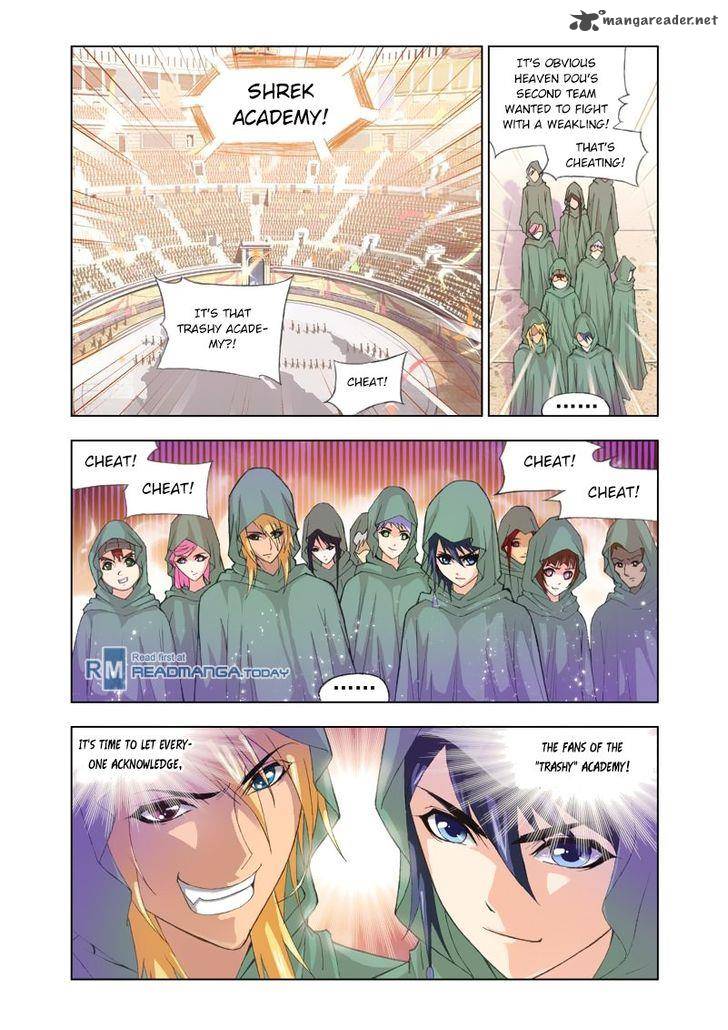 mangareader.net
SHREK
ACADEMY!
IT'S THAT
TRASHY ACADE-
MY?!
CHEAT!
IT'S OBVIOUS
HEAVEN DOU'S
SECOND TEAM
WANTED TO FIGHT
WITH A WEAKLING!
THAT'S
CHEATING!
......
CHEAT!
CHEAT!
CHEAT!
CHEAT!
RM Read first at
READMANGA.TODAY
......
IT'S TIME TO LET EVERY-
ONE ACKNOWLEDGE,
THE FANS OF THE
"TRASHY" ACADEMY!